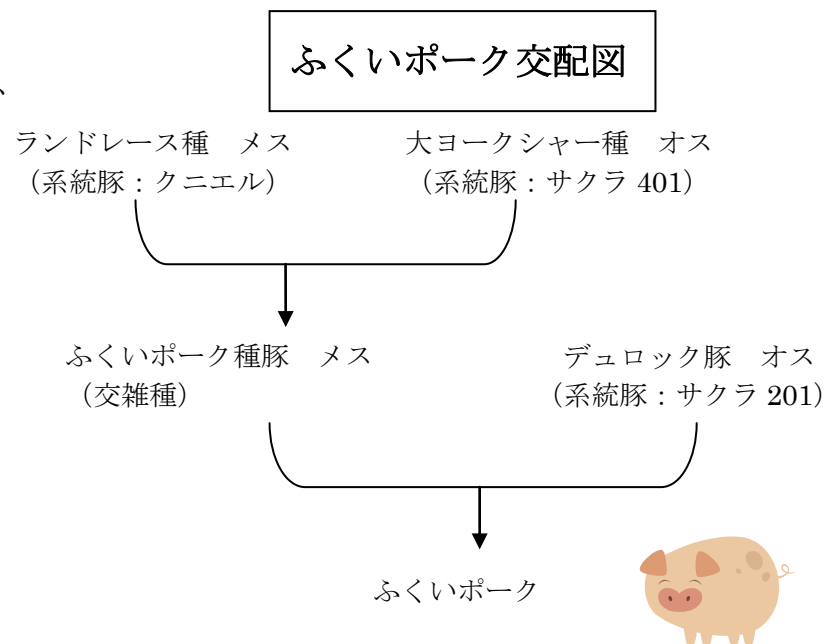 ふくいポーク交配図
、
ランドレース種　メス
（系統豚：クニエル）
大ヨークシャー種　オス
（系統豚：サクラ 401）
ふくいポーク種豚　メス
（交雑種）
デュロック豚　オス
（系統豚：サクラ 201）
ふくいポーク